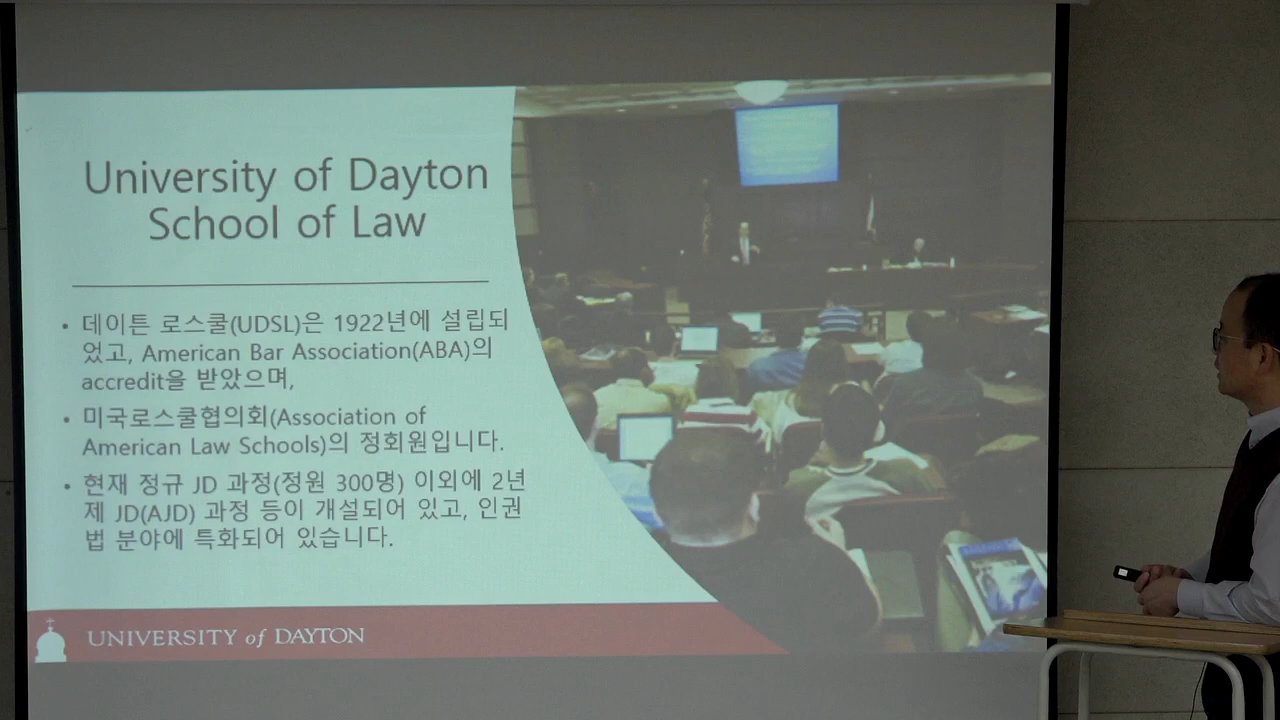 University of Dayton
School of Law
• 데이튼 로스쿨(UDSL)은 1922년에 설립되
었고, American Bar Association(ABA)의
accredit을 받았으며,
• 미국로스쿨협의회(Association of
American Law Schools)의 정회원입니다.
• 현재 정규 JD 과정(정원 300명) 이외에 2년
제 JD(AJD) 과정 등이 개설되어 있고, 인권
법 분야에 특화되어 있습니다.
UNIVERSITY of DAYTON